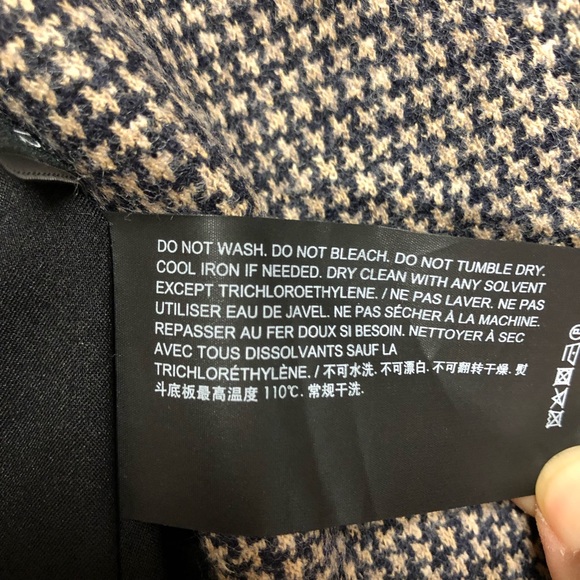 DO NOT WASH. DO NOT BLEACH. DO NOT TUMBLE DRY.
COOL IRON IF NEEDED. DRY CLEAN WITH ANY SOLVENT
EXCEPT TRICHLOROETHYLENE. / NE PAS LAVER. NE PAS
UTILISER EAU DE JAVEL. NE PAS SÉCHER À LA MACHINE.
REPASSER AU FER DOUX SI BESOIN. NETTOYER À SEC
AVEC TOUS DISSOLVANTS SAUF LA
TRICHLORÉTHYLÈNE. / 不可水洗. 不可漂白. 不可翻转干燥. 熨
斗底板最高温度 110℃. 常规干洗.